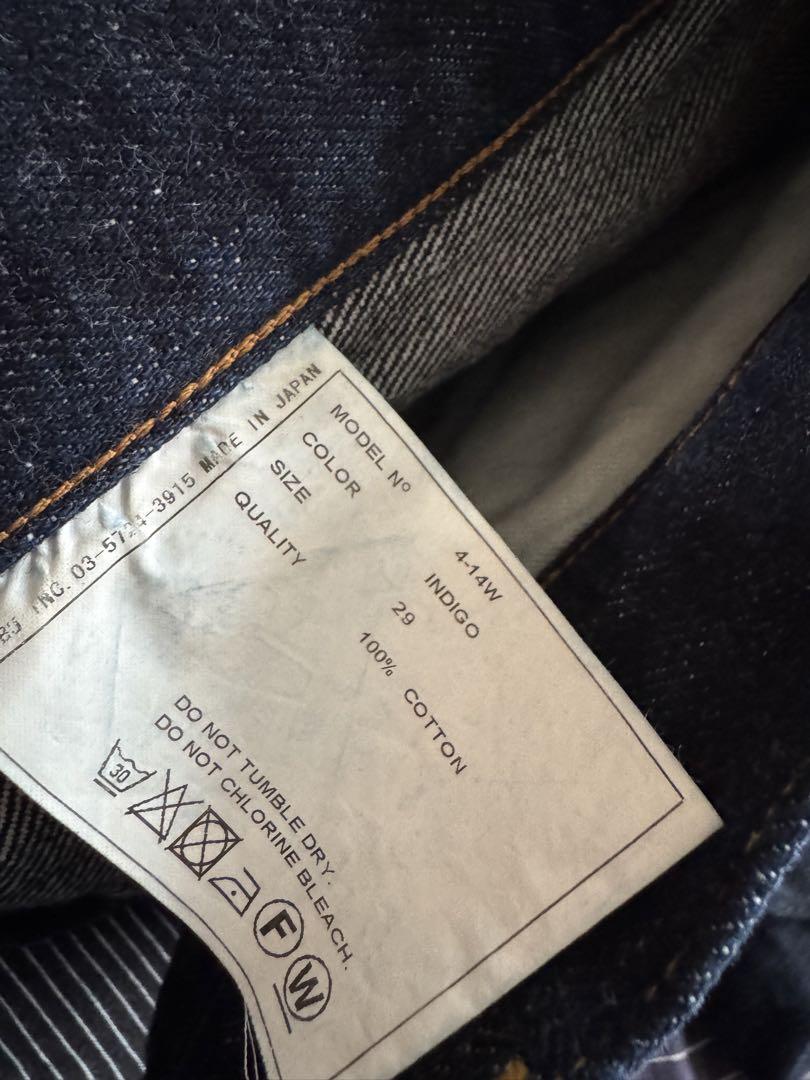 INC. 03-5724-3915 MADE IN JAPAN
MODEL Nº 4-14W
COLOR INDIGO
SIZE 29
QUALITY 100% COTTON
DO NOT TUMBLE DRY.
DO NOT CHLORINE BLEACH.
30 F W